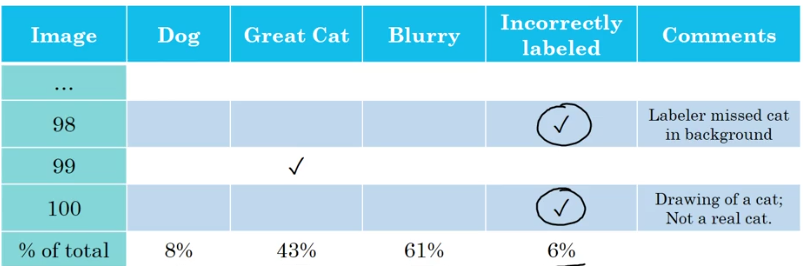 Image Dog Great Cat Blurry Incorrectly labeled Comments
...
98 ✓ Labeler missed cat in background
99 ✓
100 ✓ Drawing of a cat; Not a real cat.
% of total 8% 43% 61% 6%